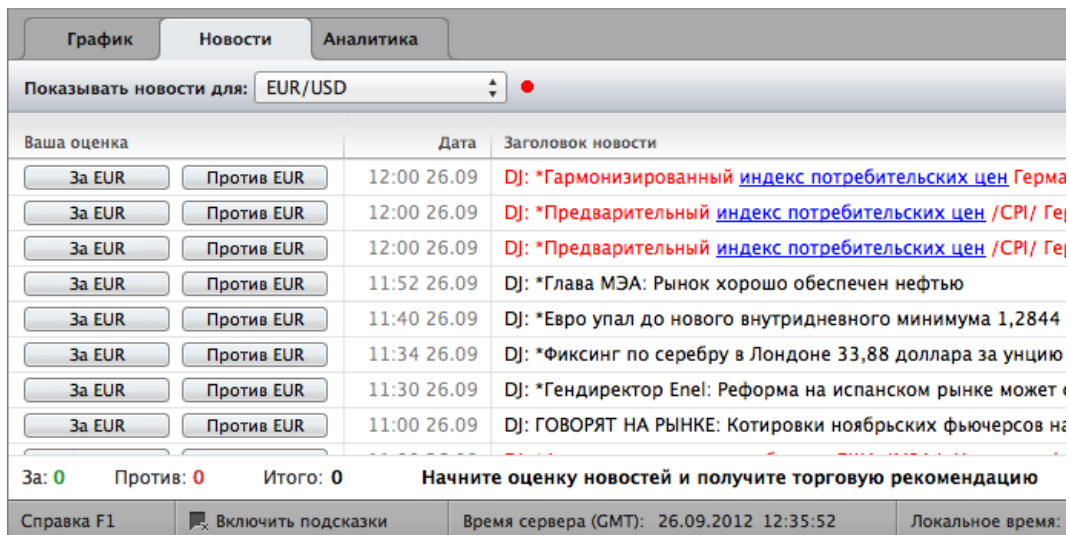 График Новости Аналитика
Показывать новости для: EUR/USD
Ваша оценка Дата Заголовок новости
За EUR Против EUR 12:00 26.09 DJ: *Гармонизированный индекс потребительских цен Герма
За EUR Против EUR 12:00 26.09 DJ: *Предварительный индекс потребительских цен /CPI/ Ге
За EUR Против EUR 12:00 26.09 DJ: *Предварительный индекс потребительских цен /CPI/ Ге
За EUR Против EUR 11:52 26.09 DJ: *Глава МЭА: Рынок хорошо обеспечен нефтью
За EUR Против EUR 11:40 26.09 DJ: *Евро упал до нового внутридневного минимума 1,2844
За EUR Против EUR 11:34 26.09 DJ: *Фиксинг по серебру в Лондоне 33,88 доллара за унцию
За EUR Против EUR 11:30 26.09 DJ: *Гендиректор Enel: Реформа на испанском рынке может
За EUR Против EUR 11:00 26.09 DJ: ГОВОРЯТ НА РЫНКЕ: Котировки ноябрьских фьючерсов на
За: 0 Против: 0 Итого: 0 Начните оценку новостей и получите торговую рекомендацию
Справка F1 Включить подсказки Время сервера (GMT): 26.09.2012 12:35:52 Локальное время: